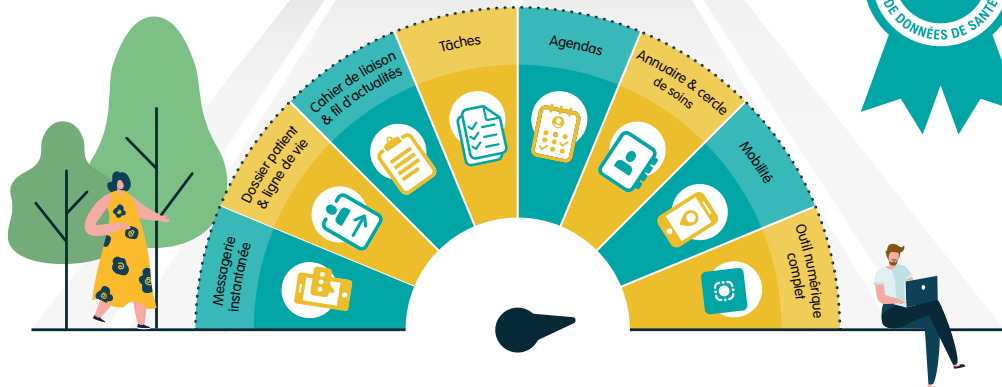 Messagerie
instantanée
Dossier patient
& ligne de vie
Cahier de liaison
& fil d'actualités
Tâches
Agendas
Annuaire & cercle
de soins
Mobilité
Outil numérique
complet
DE DONNÉES DE SANTÉ